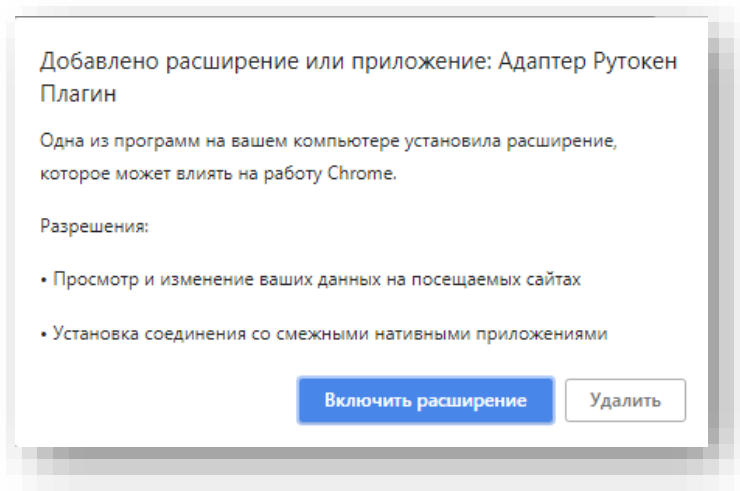 Добавлено расширение или приложение: Адаптер Рутокен
Плагин
Одна из программ на вашем компьютере установила расширение,
которое может влиять на работу Chrome.
Разрешения:
• Просмотр и изменение ваших данных на посещаемых сайтах
• Установка соединения со смежными нативными приложениями
Включить расширение
Удалить